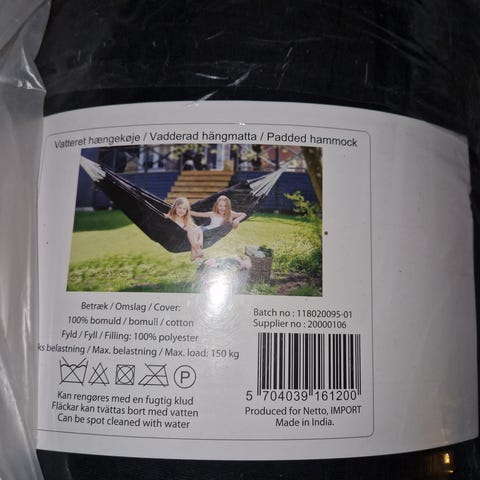 Vatteret hængekøje / Vadderad hängmatta / Padded hammock
Betræk / Omslag / Cover:
100% bomuld / bomull / cotton
Fyld / Fyll / Filling: 100% polyester
ks belastning / Max. belastning / Max. load: 150 kg
P
Kan rengøres med en fugtig klud
Fläckar kan tvättas bort med vatten
Can be spot cleaned with water
Batch no : 118020095-01
Supplier no : 20000106
5 704039 161200
Produced for Netto, IMPORT
Made in India.